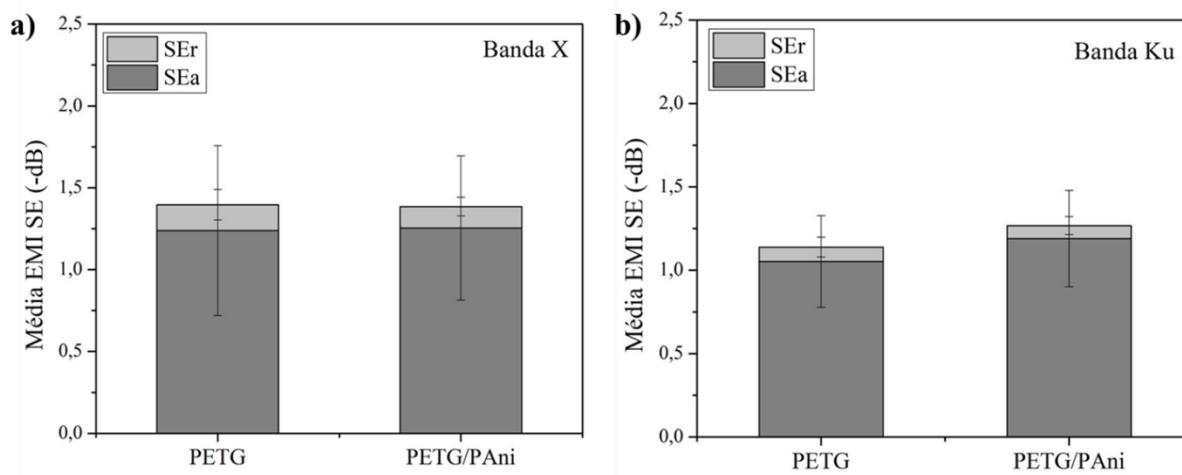 a)
Média EMI SE (-dB)
2,5
2,0
1,5
1,0
0,5
0,0
SEr
SEa
Banda X
PETG
PETG/PAni
b)
Média EMI SE (-dB)
2,5
2,0
1,5
1,0
0,5
0,0
SEr
SEa
Banda Ku
PETG
PETG/PAni